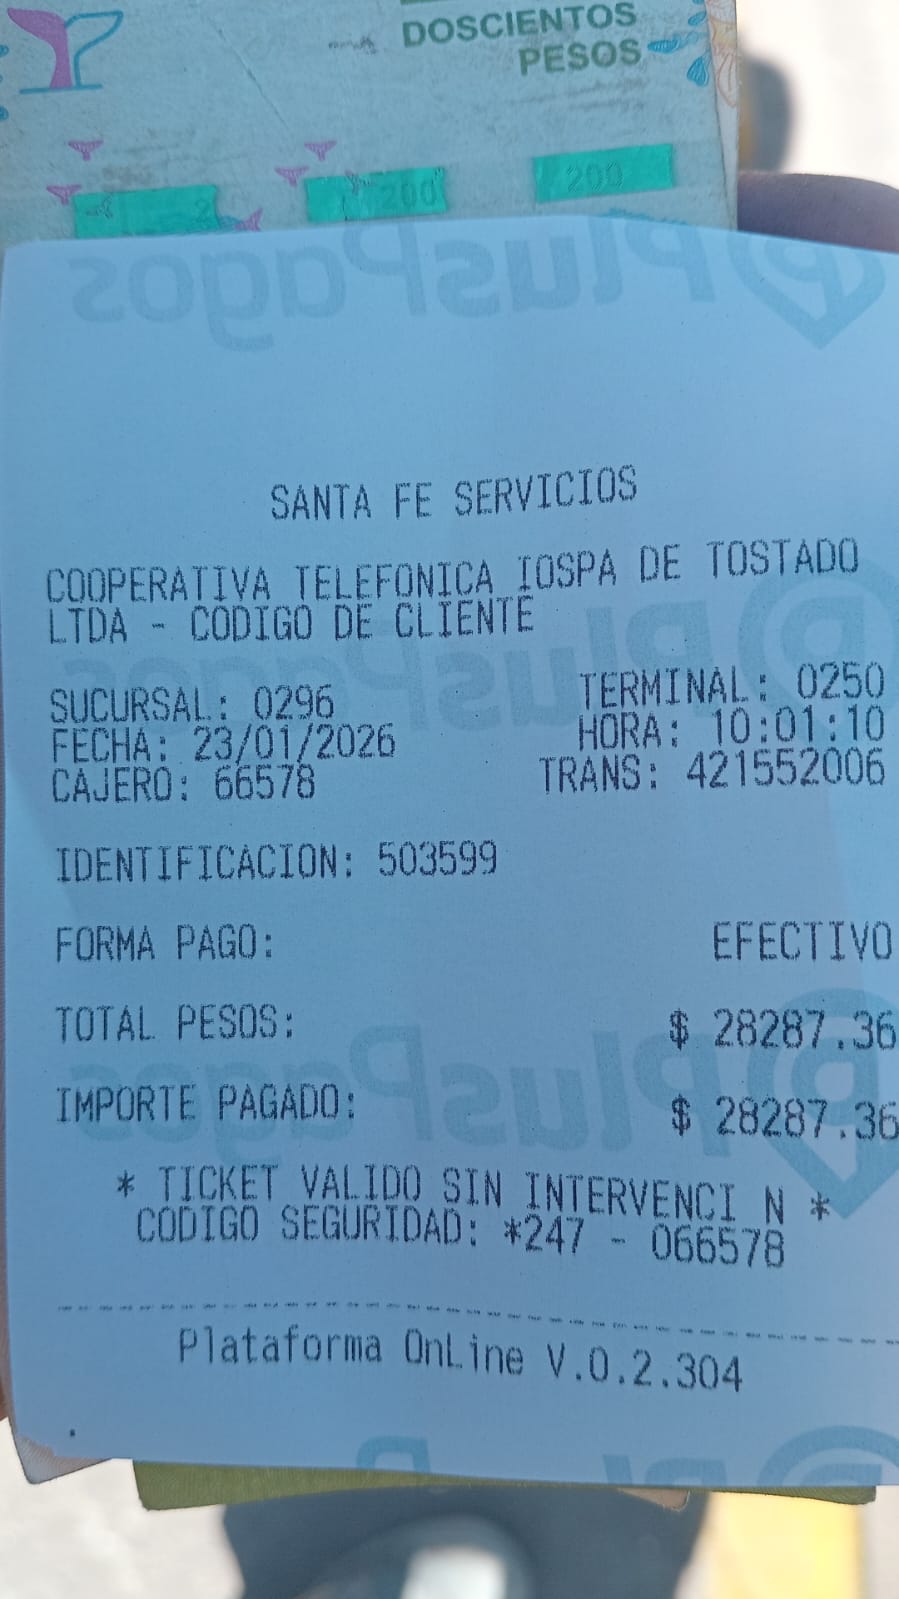 DOSCIENTOS
PESOS
200
200
PlusPagos
SANTA FE SERVICIOS
COOPERATIVA TELEFONICA IOSPA DE TOSTADO
LTDA - CODIGO DE CLIENTE
SUCURSAL: 0296 TERMINAL: 0250
FECHA: 23/01/2026 HORA: 10:01:10
CAJERO: 66578 TRANS: 421552006
IDENTIFICACION: 503599
FORMA PAGO: EFECTIVO
TOTAL PESOS: $ 28287.36
IMPORTE PAGADO: $ 28287.36
* TICKET VALIDO SIN INTERVENCI N *
CODIGO SEGURIDAD: *247 - 066578
Plataforma OnLine V.0.2.304